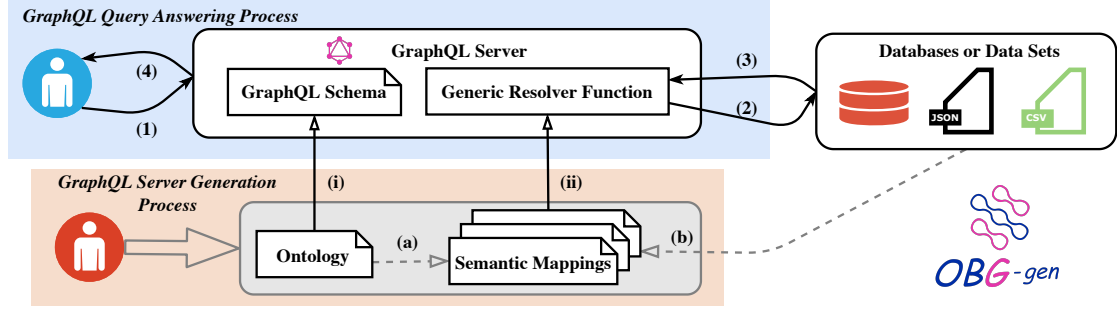 GraphQL Query Answering Process
GraphQL Server
Databases or Data Sets
(4)
(3)
GraphQL Schema
Generic Resolver Function
(1)
(2)
JSON
CSV
GraphQL Server Generation
Process
(i)
(ii)
(a)
(b)
Ontology
Semantic Mappings
OBG-gen